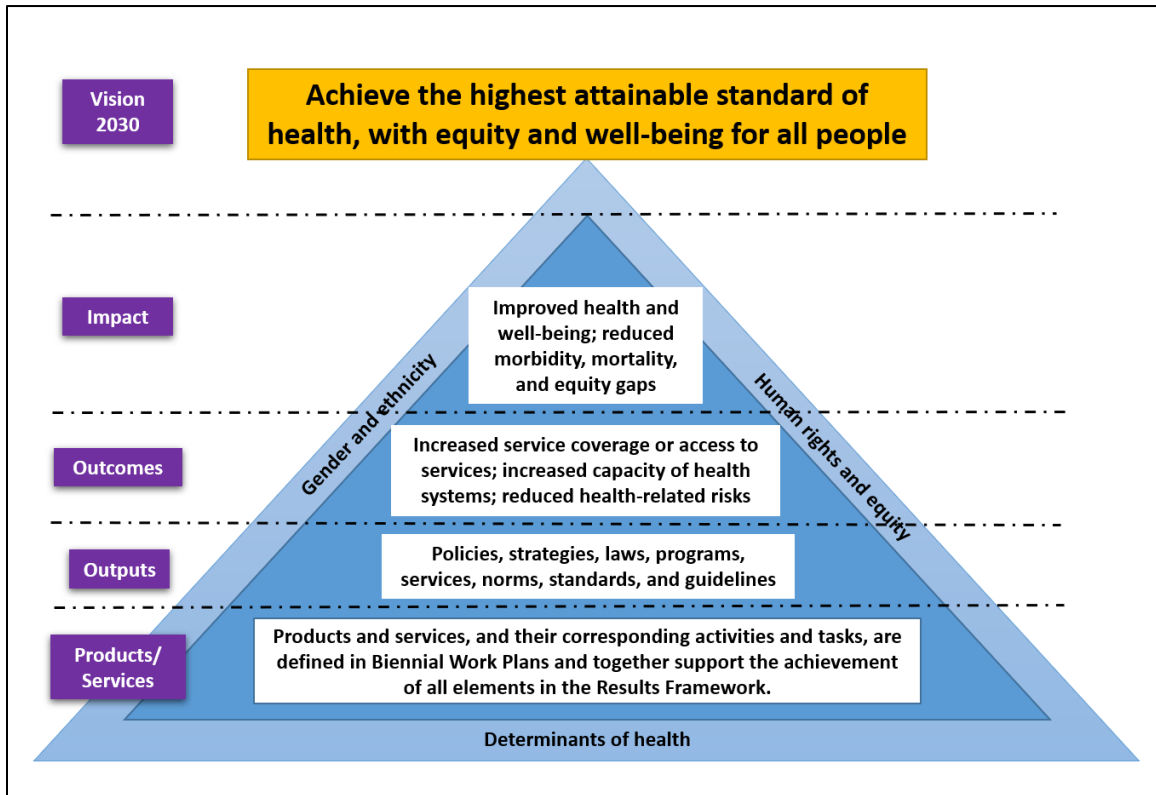 Vision
2030
Achieve the highest attainable standard of
health, with equity and well-being for all people
Impact
Improved health and
well-being; reduced
morbidity, mortality,
and equity gaps
Gender and ethnicity
Human rights and equity
Outcomes
Increased service coverage or access to
services; increased capacity of health
systems; reduced health-related risks
Outputs
Policies, strategies, laws, programs,
services, norms, standards, and guidelines
Products/
Services
Products and services, and their corresponding activities and tasks, are
defined in Biennial Work Plans and together support the achievement
of all elements in the Results Framework.
Determinants of health